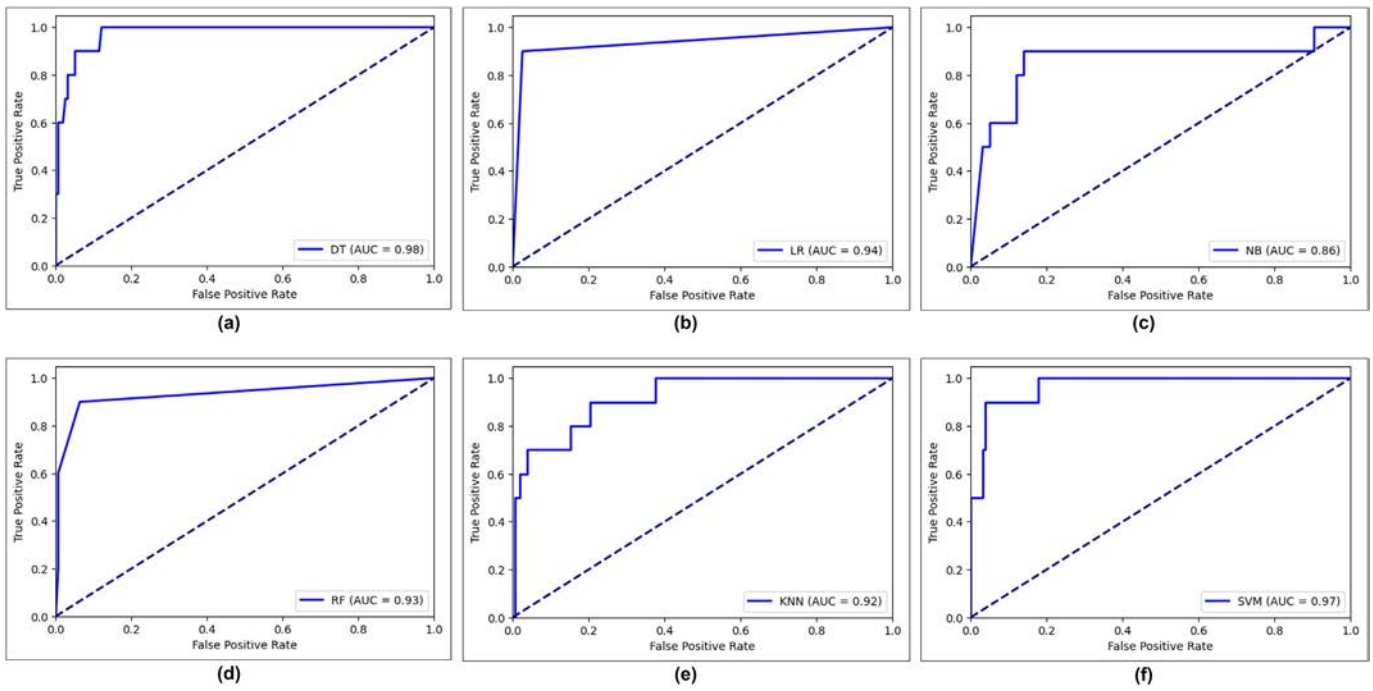 1.0
0.8
0.6
0.4
0.2
0.0
True Positive Rate
DT (AUC = 0.98)
0.0 0.2 0.4 0.6 0.8 1.0
False Positive Rate
(a)
1.0
0.8
0.6
0.4
0.2
0.0
True Positive Rate
LR (AUC = 0.94)
0.0 0.2 0.4 0.6 0.8 1.0
False Positive Rate
(b)
1.0
0.8
0.6
0.4
0.2
0.0
True Positive Rate
NB (AUC = 0.86)
0.0 0.2 0.4 0.6 0.8 1.0
False Positive Rate
(c)
1.0
0.8
0.6
0.4
0.2
0.0
True Positive Rate
RF (AUC = 0.93)
0.0 0.2 0.4 0.6 0.8 1.0
False Positive Rate
(d)
1.0
0.8
0.6
0.4
0.2
0.0
True Positive Rate
KNN (AUC = 0.92)
0.0 0.2 0.4 0.6 0.8 1.0
False Positive Rate
(e)
1.0
0.8
0.6
0.4
0.2
0.0
True Positive Rate
SVM (AUC = 0.97)
0.0 0.2 0.4 0.6 0.8 1.0
False Positive Rate
(f)